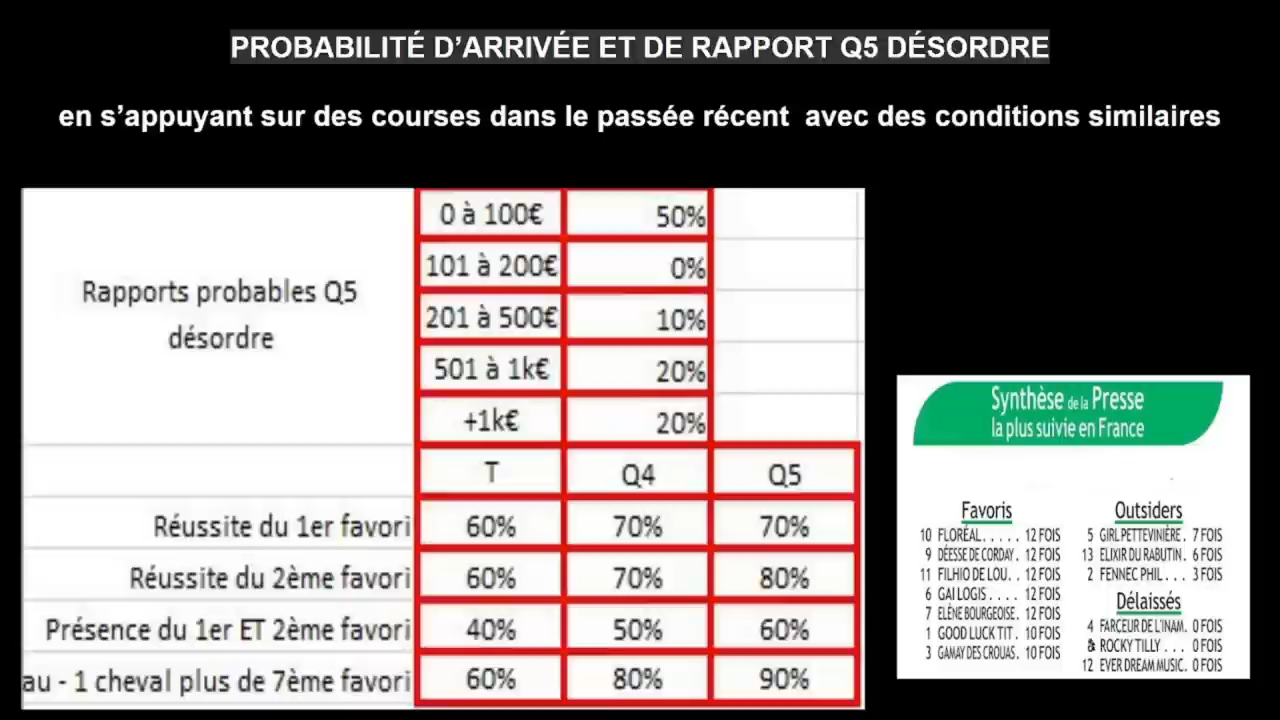 PROBABILITÉ D’ARRIVÉE ET DE RAPPORT Q5 DÉSORDRE
en s’appuyant sur des courses dans le passée récent avec des conditions similaires
Rapports probables Q5
désordre
0 à 100€ 50%
101 à 200€ 0%
201 à 500€ 10%
501 à 1k€ 20%
+1k€ 20%
T Q4 Q5
Réussite du 1er favori 60% 70% 70%
Réussite du 2ème favori 60% 70% 80%
Présence du 1er ET 2ème favori 40% 50% 60%
au - 1 cheval plus de 7ème favori 60% 80% 90%
Synthèse de la Presse
la plus suivie en France
Favoris
10 FLORÉAL. . . . . 12 FOIS
9 DÉESSE DE CORDAY . 12 FOIS
11 FILHIO DE LOU. . 12 FOIS
6 GAI LOGIS . . . . 12 FOIS
7 ELÈNE BOURGEOISE. 12 FOIS
1 GOOD LUCK TIT . 10 FOIS
3 GAMAY DES CROUAS. 10 FOIS
Outsiders
5 GIRL PETTEVINIÈRE . 7 FOIS
13 ELIXIR DU RABUTIN. 6 FOIS
2 FENNEC PHIL. . . 3 FOIS
Délaissés
4 FARCEUR DE L'INAM. 0 FOIS
8 ROCKY TILLY . . . 0 FOIS
12 EVER DREAM MUSIC. 0 FOIS